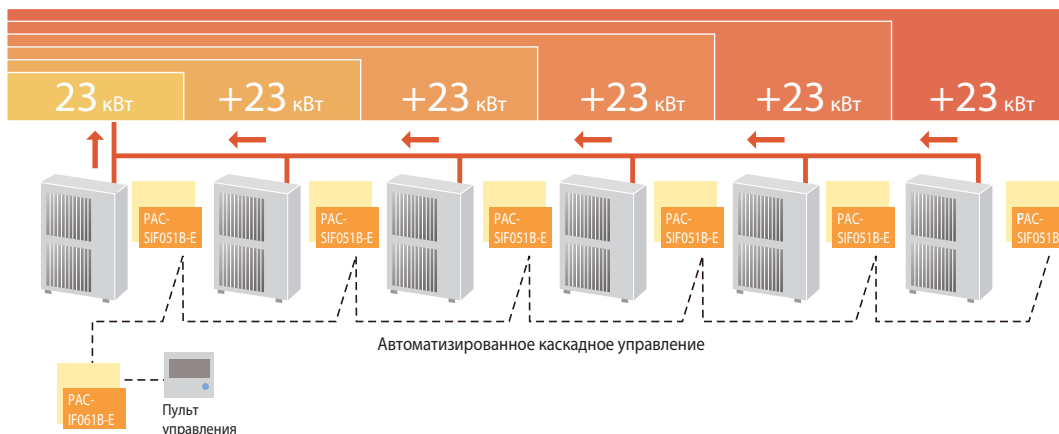 23 кВт
+23 кВт
+23 кВт
+23 кВт
+23 кВт
+23 кВт
PAC-
SIF051B-E
PAC-
SIF051B-E
PAC-
SIF051B-E
PAC-
SIF051B-E
PAC-
SIF051B-E
PAC-
SIF051B
Автоматизированное каскадное управление
PAC-
IF061B-E
Пульт
управления